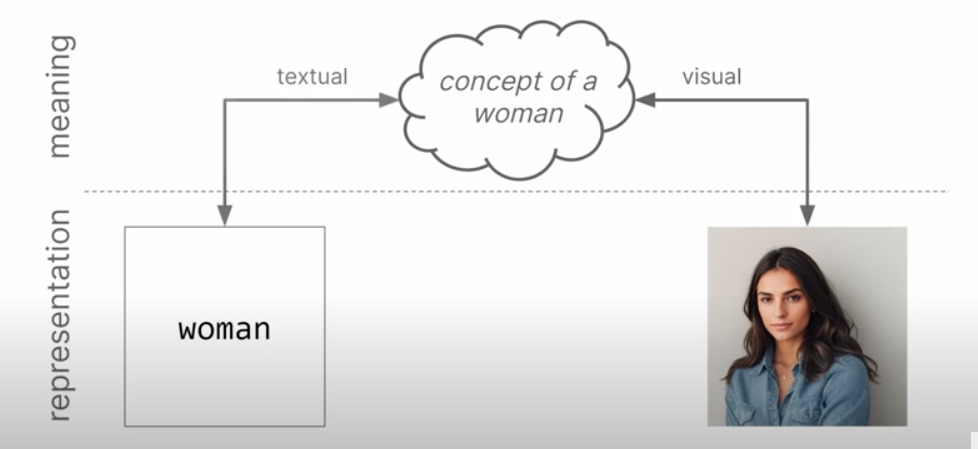 meaning
textual
concept of a
woman
visual
representation
woman